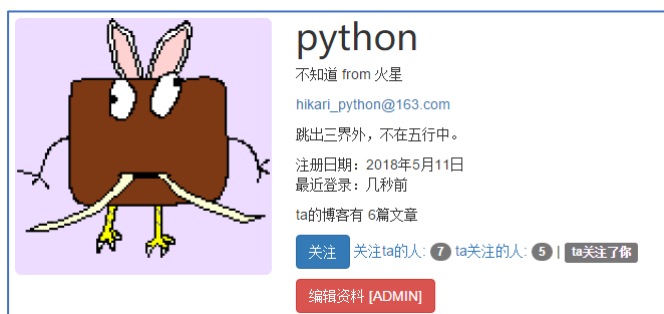 python
不知道 from 火星
hikari_python@163.com
跳出三界外，不在五行中。
注册日期：2018年5月11日
最近登录：几秒前
ta的博客有 6篇文章
关注 关注ta的人: 7 ta关注的人: 5 | ta关注了你
编辑资料 [ADMIN]